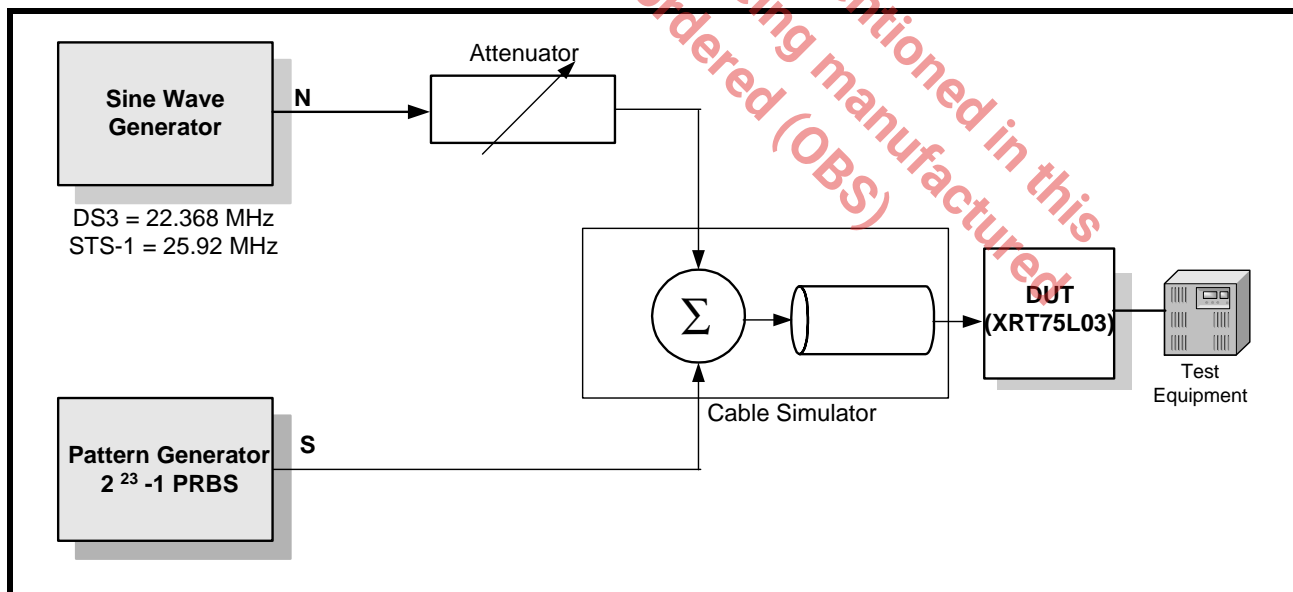 Sine Wave
Generator
N
Attenuator
DS3 = 22.368 MHz
STS-1 = 25.92 MHz
Σ
DUT
(XRT75L03)
Test
Equipment
Cable Simulator
Pattern Generator
2 23 -1 PRBS
S
mentioned in this
ing manufactured
ordered (OBS)